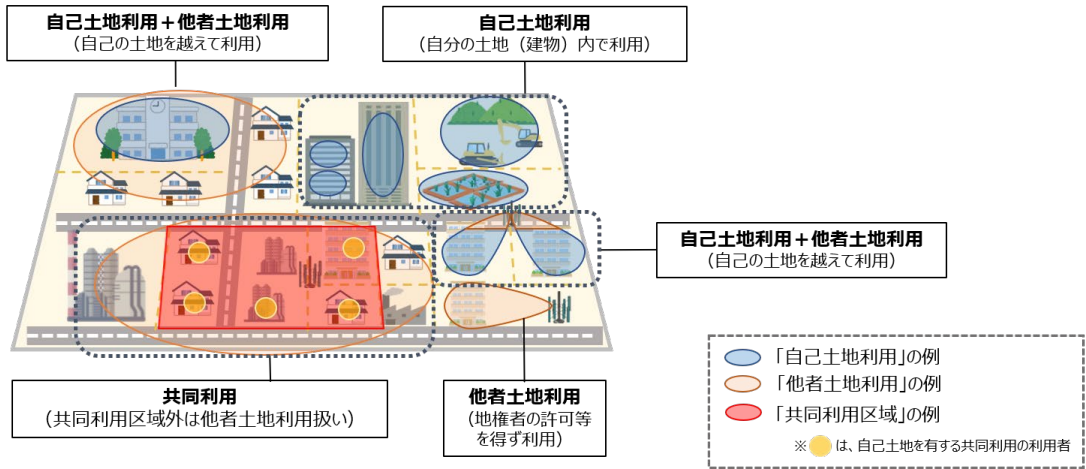 自己土地利用＋他者土地利用
（自己の土地を越えて利用）
自己土地利用
（自分の土地（建物）内で利用）
自己土地利用＋他者土地利用
（自己の土地を越えて利用）
共同利用
（共同利用区域外は他者土地利用扱い）
他者土地利用
（地権者の許可等
を得ず利用）
「自己土地利用」の例
「他者土地利用」の例
「共同利用区域」の例
※ は、自己土地を有する共同利用の利用者